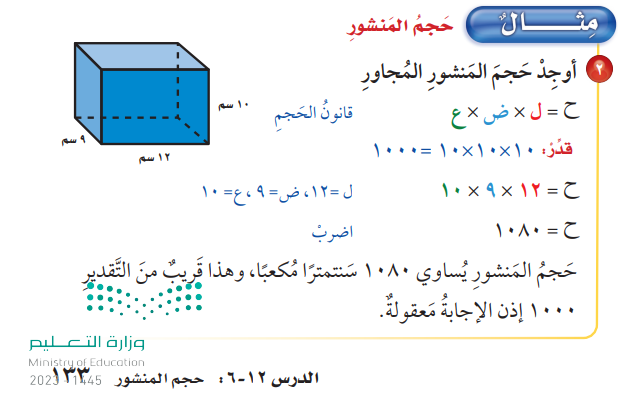 مِثَالٌ حَجمُ المَنشورِ
٢ أوجِدْ حَجمَ المَنشورِ المُجاورِ
١٠ سم
٩ سم
١٢ سم
ح = ل × ض × ع قانونُ الحَجمِ
قدِّرْ: ١٠×١٠×١٠ = ١٠٠٠
ح = ١٢ × ٩ × ١٠ ل =١٢، ض= ٩ ،ع= ١٠
ح = ١٠٨٠ اضربْ
حَجمُ المَنشورِ يُساوي ١٠٨٠ سَنتمترًا مُكعبًا، وهذا قَريبٌ منَ التَّقديرِ
١٠٠٠ إذن الإجابةُ مَعقولةٌ.
وزارة التعليم
Ministry of Education
2023 - 1445
الدرس ١٢-٦: حجم المنشور ١٣٣